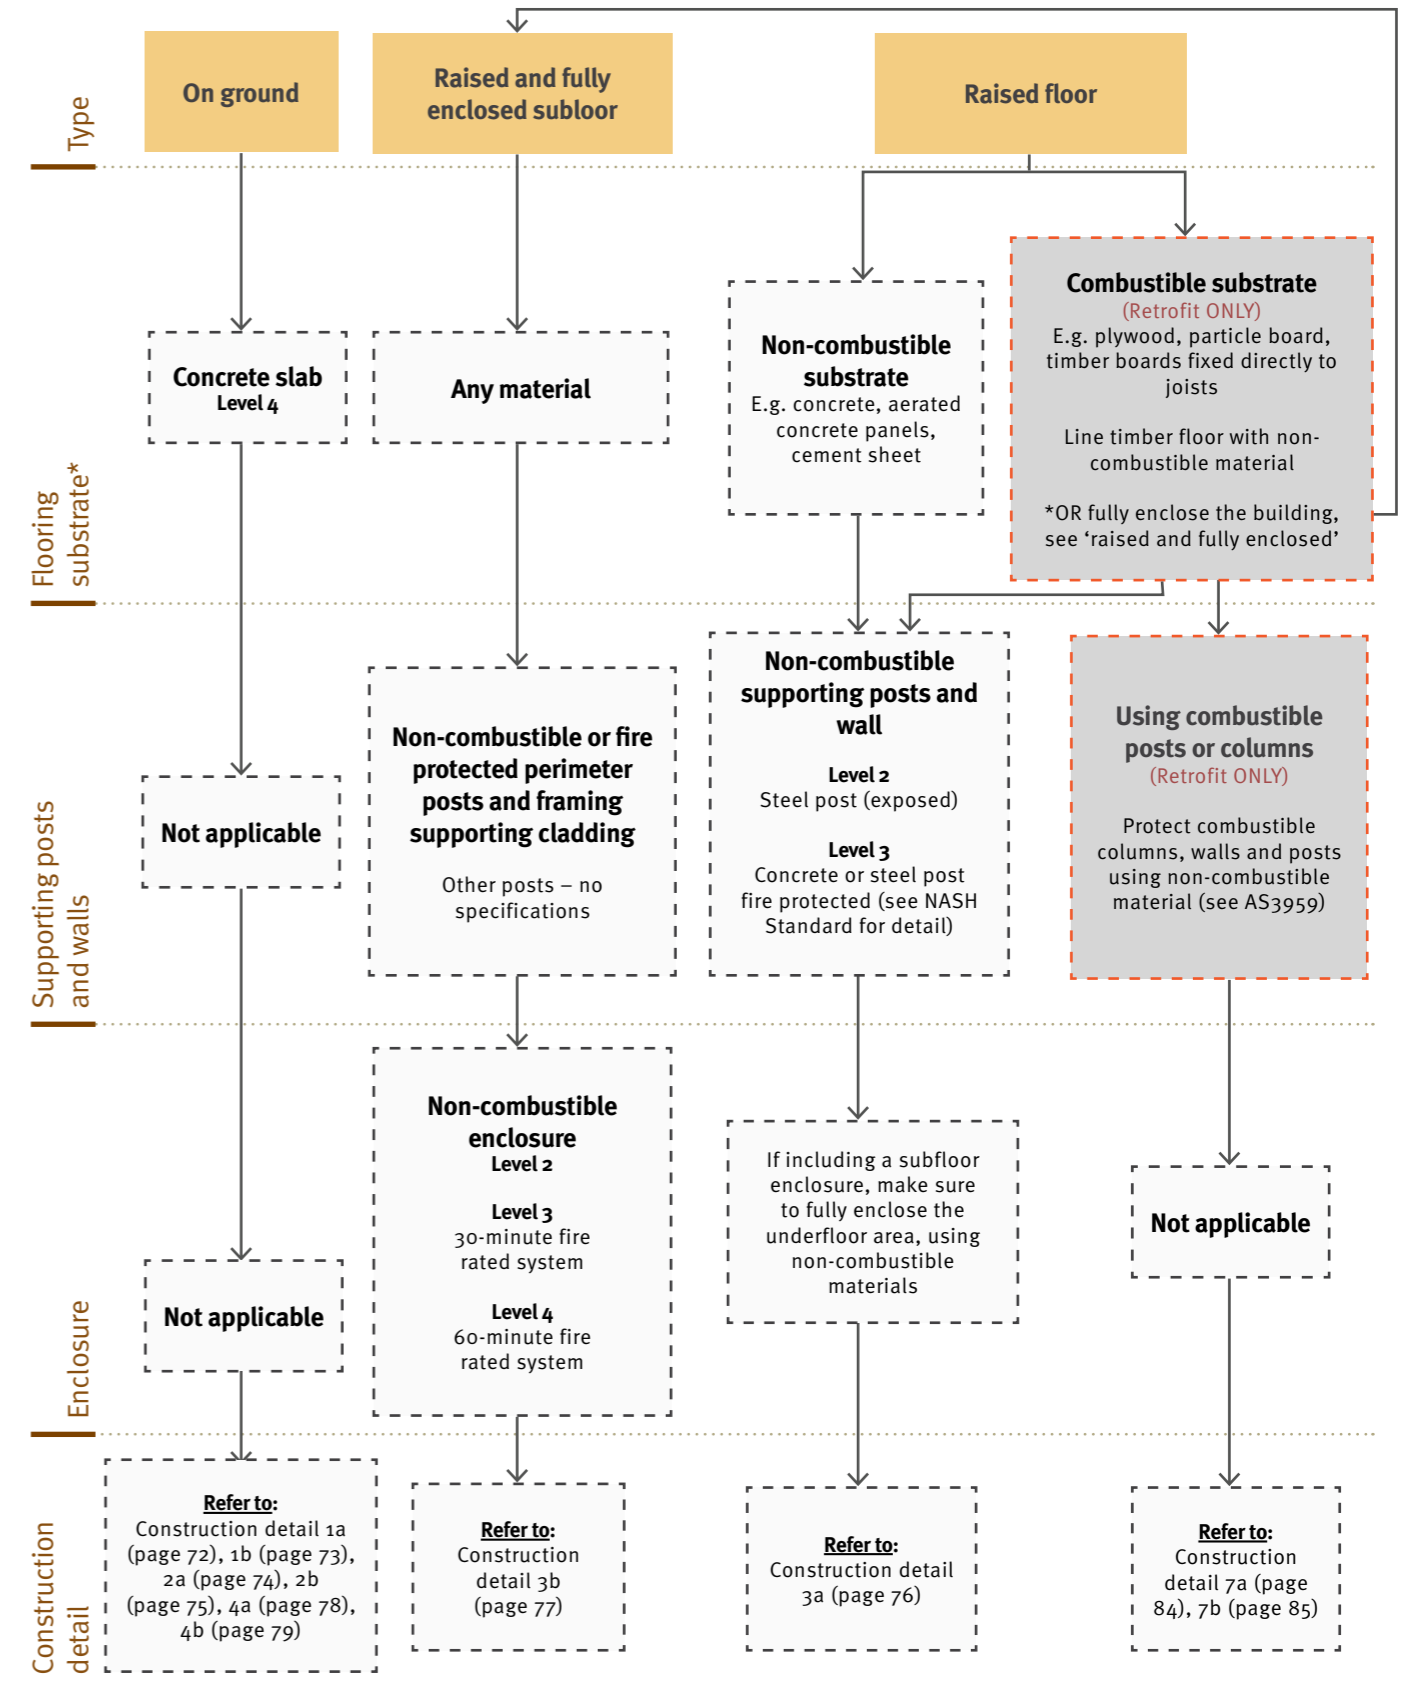 Type
On ground
Raised and fully
enclosed subloor
Raised floor
Flooring
substrate*
Concrete slab
Level 4
Any material
Non-combustible
substrate
E.g. concrete, aerated
concrete panels,
cement sheet
Combustible substrate
(Retrofit ONLY)
E.g. plywood, particle board,
timber boards fixed directly to
joists
Line timber floor with non-
combustible material
*OR fully enclose the building,
see ‘raised and fully enclosed’
Supporting posts
and walls
Not applicable
Non-combustible or fire
protected perimeter
posts and framing
supporting cladding
Other posts – no
specifications
Non-combustible
supporting posts and
wall
Level 2
Steel post (exposed)
Level 3
Concrete or steel post
fire protected (see NASH
Standard for detail)
Using combustible
posts or columns
(Retrofit ONLY)
Protect combustible
columns, walls and posts
using non-combustible
material (see AS3959)
Enclosure
Not applicable
Non-combustible
enclosure
Level 2
Level 3
30-minute fire
rated system
Level 4
60-minute fire
rated system
If including a subfloor
enclosure, make sure
to fully enclose the
underfloor area, using
non-combustible
materials
Not applicable
Construction
detail
Refer to:
Construction detail 1a
(page 72), 1b (page 73),
2a (page 74), 2b
(page 75), 4a (page 78),
4b (page 79)
Refer to:
Construction
detail 3b
(page 77)
Refer to:
Construction detail
3a (page 76)
Refer to:
Construction
detail 7a (page
84), 7b (page 85)